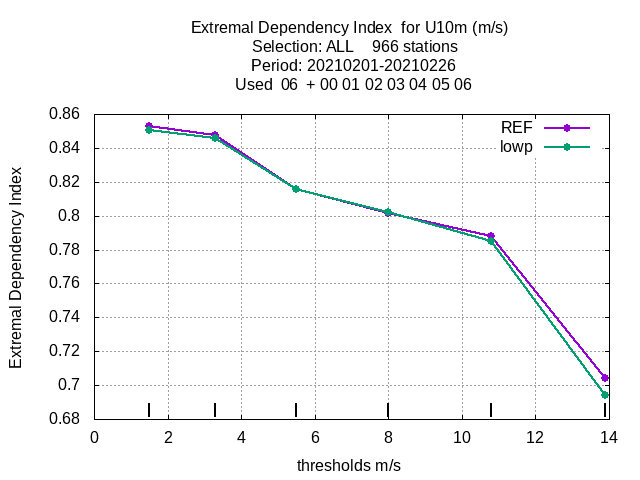 Extremal Dependency Index  for U10m (m/s)
Selection: ALL    966 stations
Period: 20210201-20210226
Used  06  + 00 01 02 03 04 05 06
REF
lowp
Extremal Dependency Index
0.86
0.84
0.82
0.8
0.78
0.76
0.74
0.72
0.7
0.68
0 2 4 6 8 10 12 14
thresholds m/s